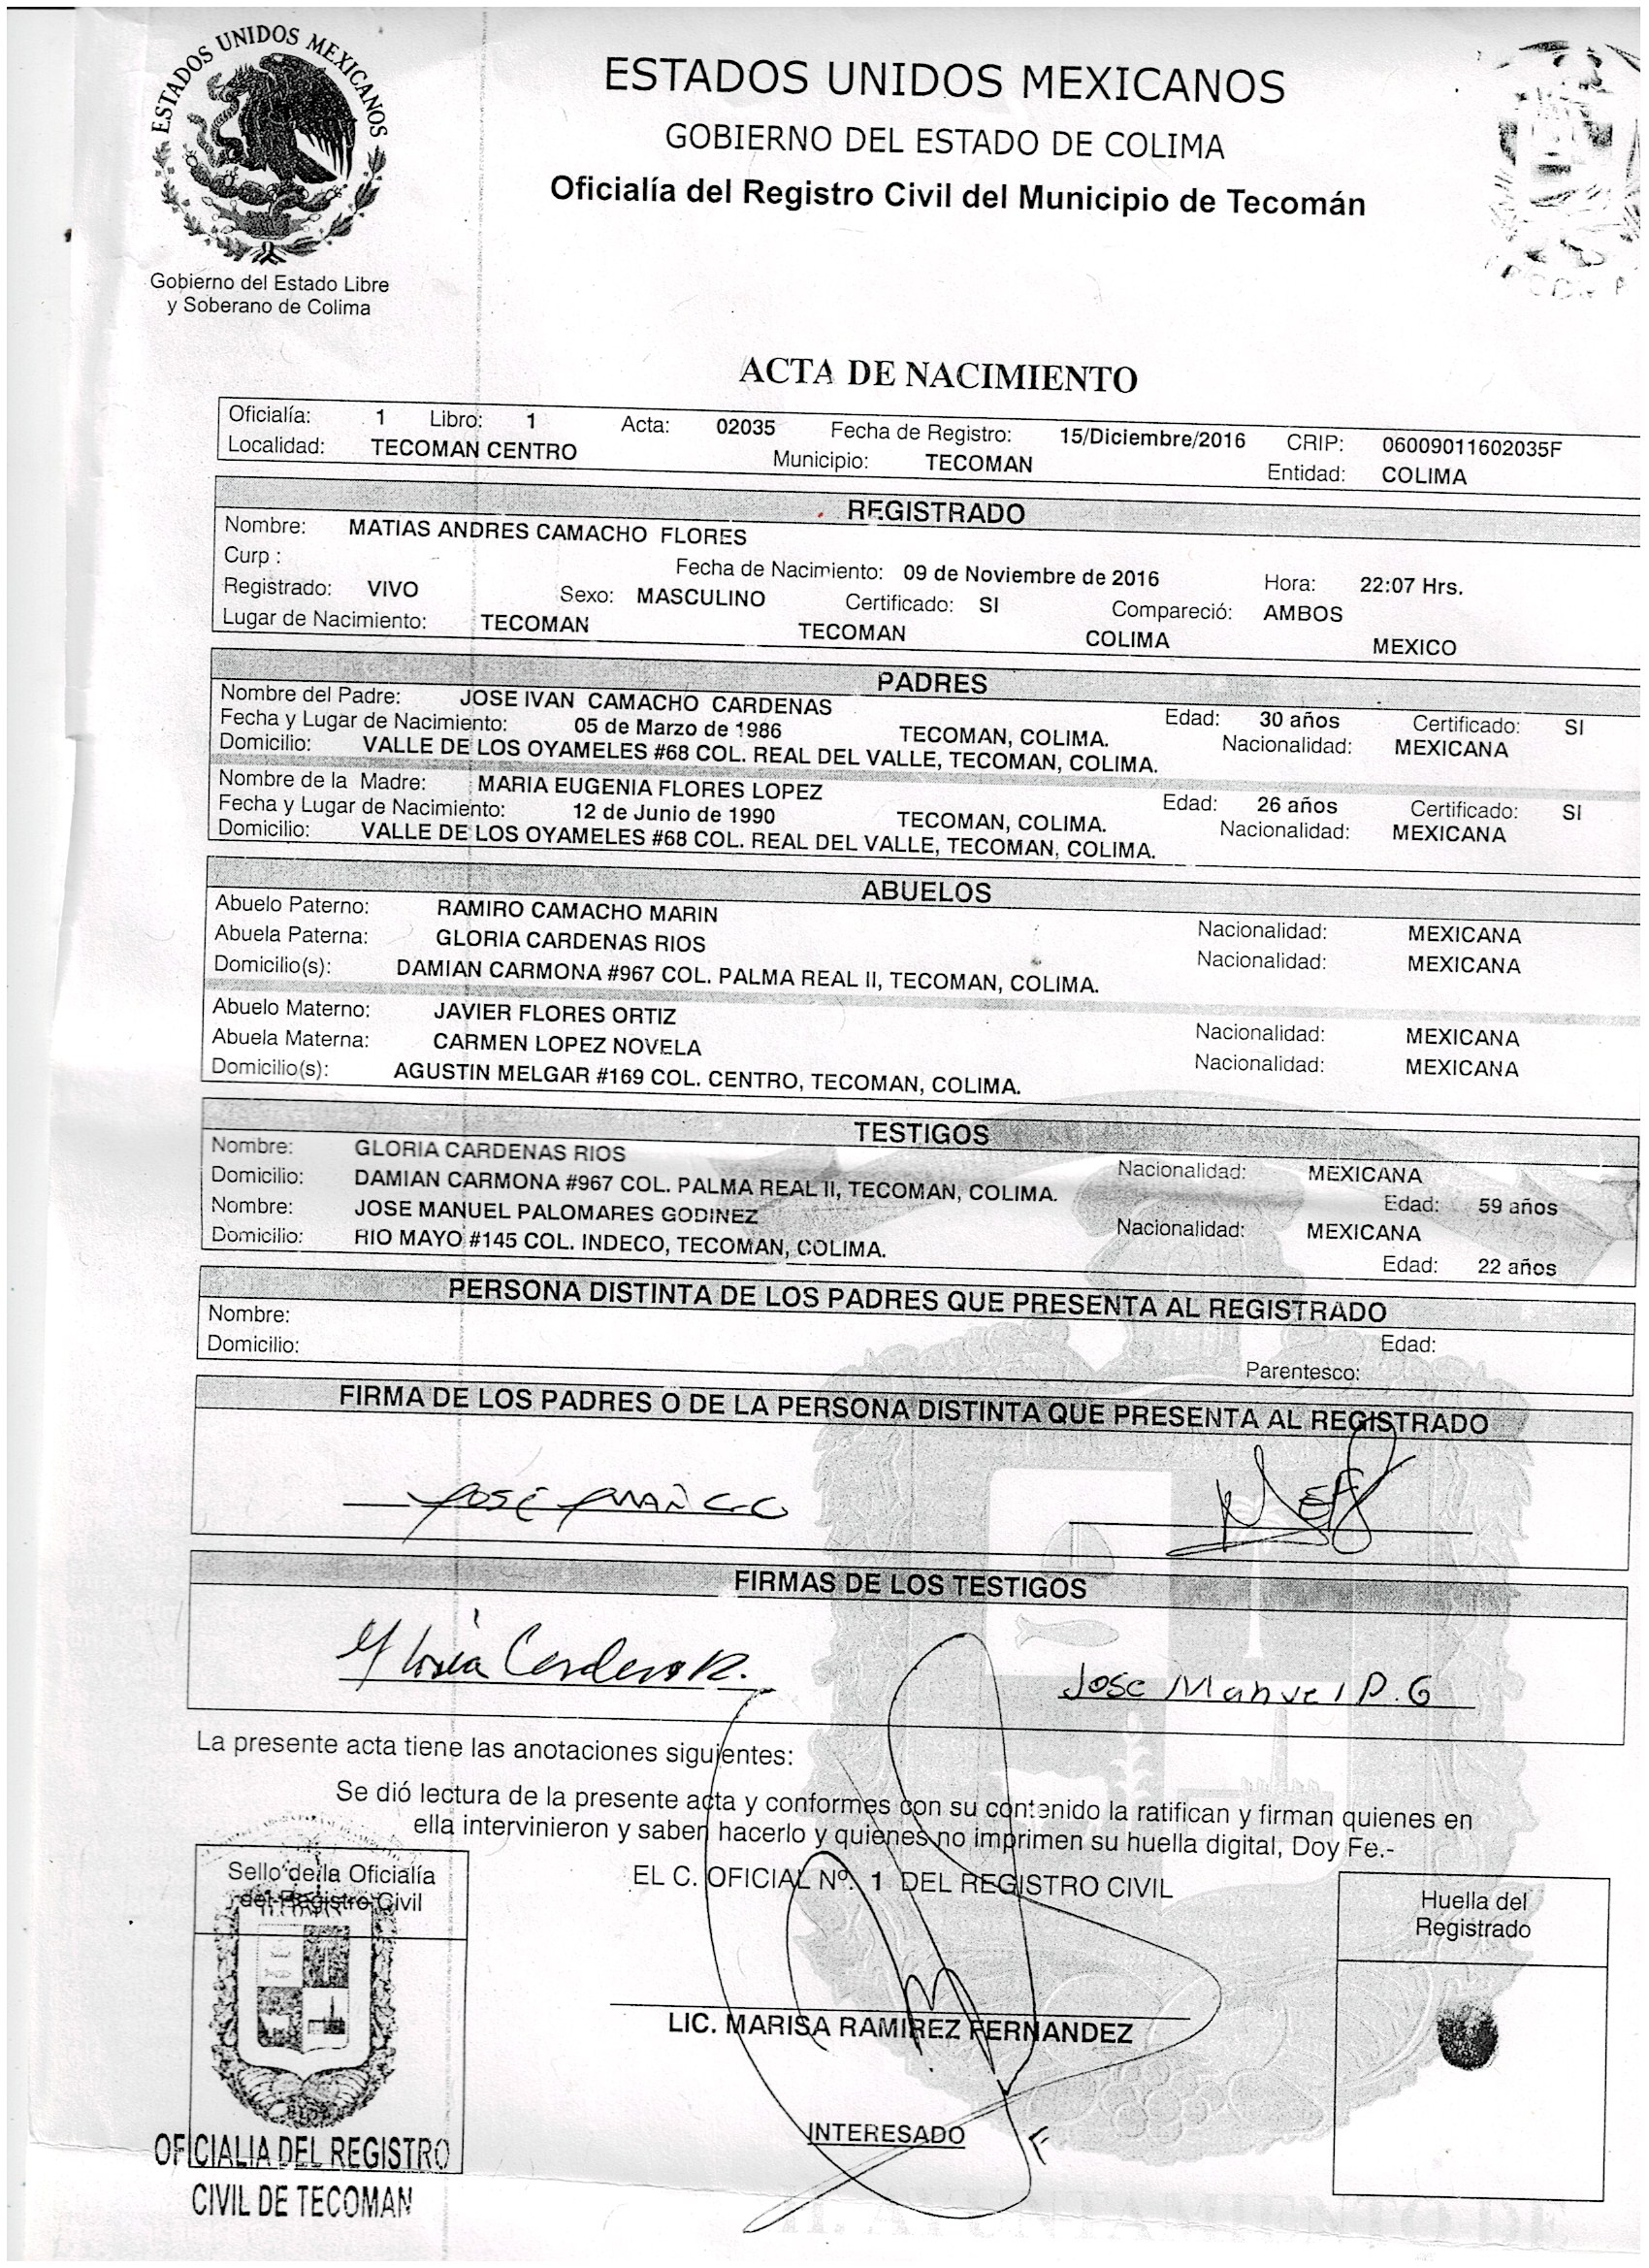 ESTADOS UNIDOS MEXICANOS
Gobierno del Estado Libre
y Soberano de Colima
ESTADOS UNIDOS MEXICANOS
GOBIERNO DEL ESTADO DE COLIMA
Oficialía del Registro Civil del Municipio de Tecomán
ACTA DE NACIMIENTO
Oficialía: 1 Libro: 1 Acta: 02035 Fecha de Registro: 15/Diciembre/2016 CRIP: 06009011602035F
Localidad: TECOMAN CENTRO Municipio: TECOMAN Entidad: COLIMA
REGISTRADO
Nombre: MATIAS ANDRES CAMACHO FLORES
Curp : Fecha de Nacimiento: 09 de Noviembre de 2016 Hora: 22:07 Hrs.
Registrado: VIVO Sexo: MASCULINO Certificado: SI Compareció: AMBOS
Lugar de Nacimiento: TECOMAN TECOMAN COLIMA MEXICO
PADRES
Nombre del Padre: JOSE IVAN CAMACHO CARDENAS Edad: 30 años Certificado: SI
Fecha y Lugar de Nacimiento: 05 de Marzo de 1986 TECOMAN, COLIMA. Nacionalidad: MEXICANA
Domicilio: VALLE DE LOS OYAMELES #68 COL. REAL DEL VALLE, TECOMAN, COLIMA.
Nombre de la Madre: MARIA EUGENIA FLORES LOPEZ Edad: 26 años Certificado: SI
Fecha y Lugar de Nacimiento: 12 de Junio de 1990 TECOMAN, COLIMA. Nacionalidad: MEXICANA
Domicilio: VALLE DE LOS OYAMELES #68 COL. REAL DEL VALLE, TECOMAN, COLIMA.
ABUELOS
Abuelo Paterno: RAMIRO CAMACHO MARIN Nacionalidad: MEXICANA
Abuela Paterna: GLORIA CARDENAS RIOS Nacionalidad: MEXICANA
Domicilio(s): DAMIAN CARMONA #967 COL. PALMA REAL II, TECOMAN, COLIMA.
Abuelo Materno: JAVIER FLORES ORTIZ Nacionalidad: MEXICANA
Abuela Materna: CARMEN LOPEZ NOVELA Nacionalidad: MEXICANA
Domicilio(s): AGUSTIN MELGAR #169 COL. CENTRO, TECOMAN, COLIMA.
TESTIGOS
Nombre: GLORIA CARDENAS RIOS Nacionalidad: MEXICANA
Domicilio: DAMIAN CARMONA #967 COL. PALMA REAL II, TECOMAN, COLIMA. Edad: 59 años
Nombre: JOSE MANUEL PALOMARES GODINEZ Nacionalidad: MEXICANA
Domicilio: RIO MAYO #145 COL. INDECO, TECOMAN, COLIMA. Edad: 22 años
PERSONA DISTINTA DE LOS PADRES QUE PRESENTA AL REGISTRADO
Nombre: Edad:
Domicilio: Parentesco:
FIRMA DE LOS PADRES O DE LA PERSONA DISTINTA QUE PRESENTA AL REGISTRADO
JOSE
FIRMAS DE LOS TESTIGOS
Gloria Cardenas R. Jose Manuel P. G
La presente acta tiene las anotaciones siguientes:
Se dió lectura de la presente acta y conformes con su contenido la ratifican y firman quienes en
ella intervinieron y saben hacerlo y quienes no imprimen su huella digital, Doy Fe.-
Sello de la Oficialía
del Registro Civil
EL C. OFICIAL Nº. 1 DEL REGISTRO CIVIL
Huella del
Registrado
LIC. MARISA RAMIREZ FERNANDEZ
INTERESADO
OFICIALIA DEL REGISTRO
CIVIL DE TECOMAN